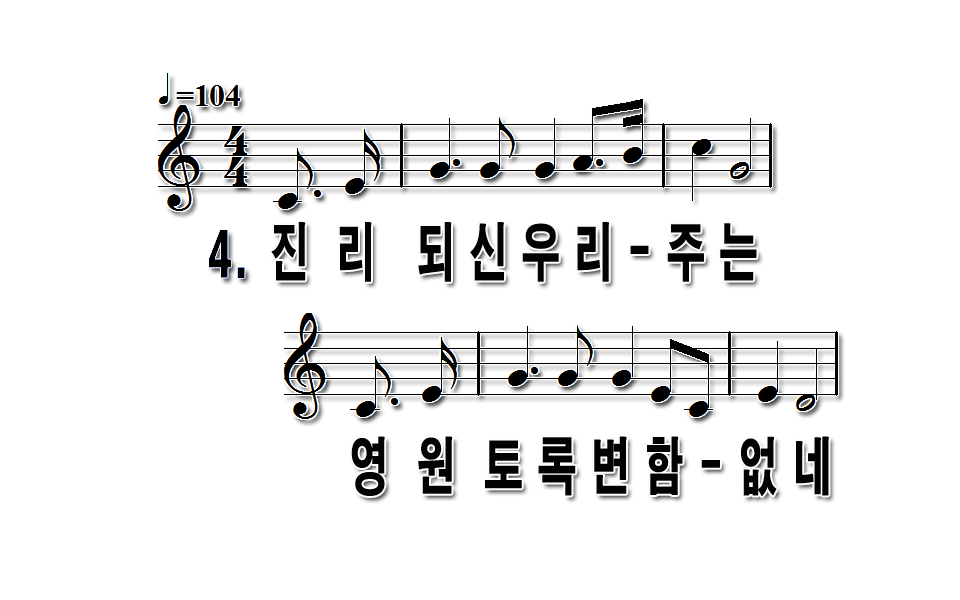 ♩=104
4. 진 리 되 신 우 리 - 주 는
영 원 토 록 변 함 - 없 네